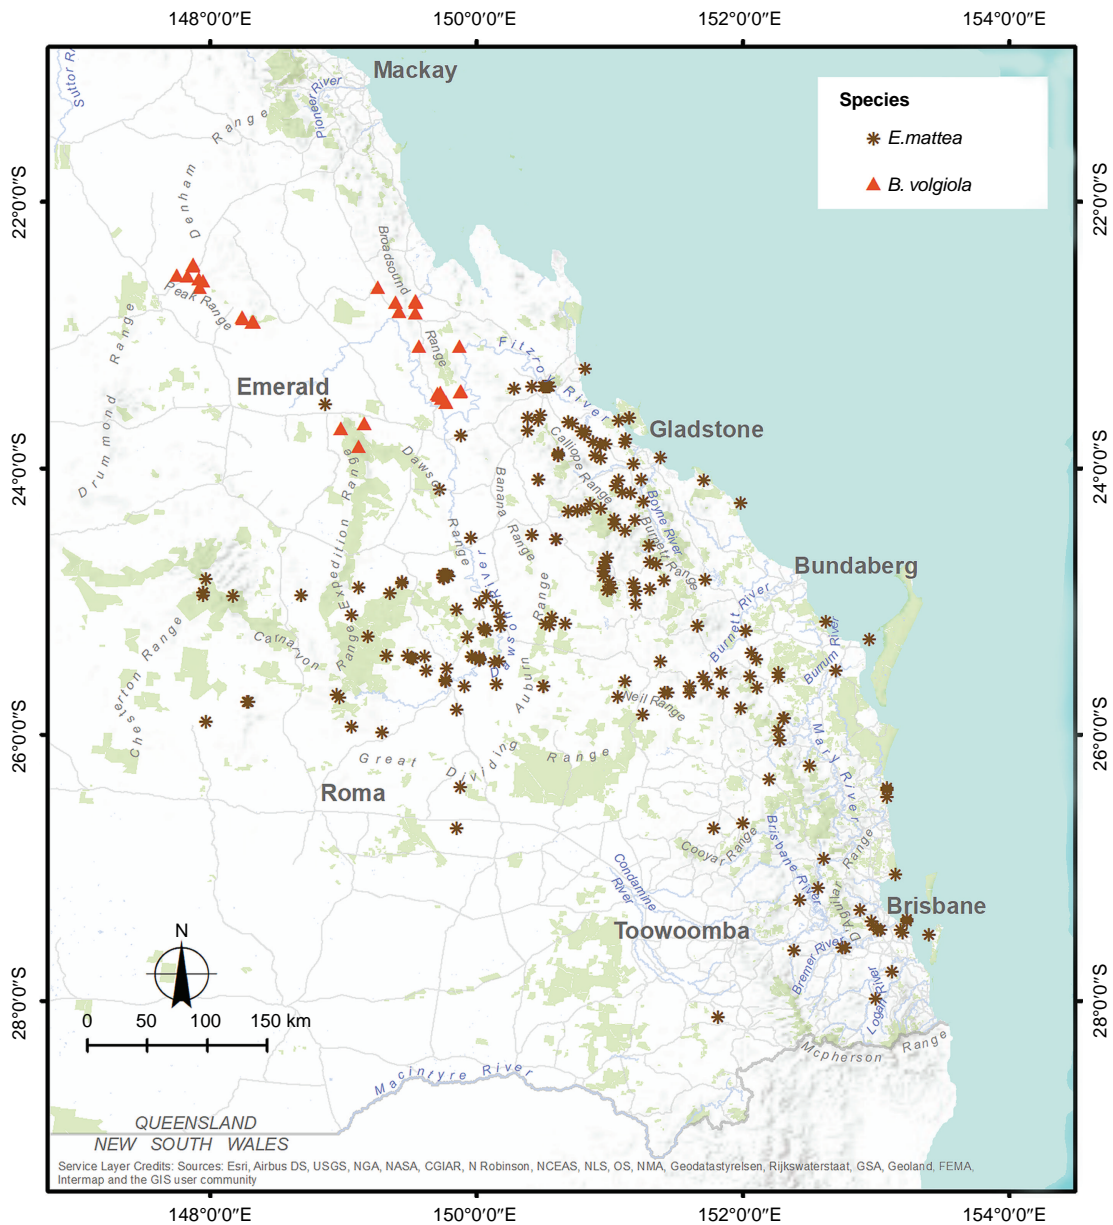 148°0'0"E 150°0'0"E 152°0'0"E 154°0'0"E
Suttor
Mackay
Pioneer River
Denham Range
Species
E.mattea
B. volgiola
22°0'0"S 22°0'0"S
Broadsound Range
Peak Range
Drummond Range
Fitzroy River
Emerald
Gladstone
24°0'0"S 24°0'0"S
Calliope Range
Dawson Range
Banana Range
Boyne River
Burnett Range
Expedition Range
Range
Bundaberg
Dawson River
Auburn Range
Burnett River
Burrum River
Carnarvon Range
Chesterton Range
Neil Range
26°0'0"S 26°0'0"S
Mary River
Great Dividing Range
Roma
Cooyar Range
Brisbane River
Condamine
River
DAguilar Range
Brisbane
Toowoomba
N
Bremer River
Logan River
28°0'0"S 28°0'0"S
0 50 100 150 km
Mcpherson Range
Macintyre River
QUEENSLAND
NEW SOUTH WALES
Service Layer Credits: Sources: Esri, Airbus DS, USGS, NGA, NASA, CGIAR, N Robinson, NCEAS, NLS, OS, NMA, Geodatastyrelsen, Rijkswaterstaat, GSA, Geoland, FEMA,
Intermap and the GIS user community
148°0'0"E 150°0'0"E 152°0'0"E 154°0'0"E